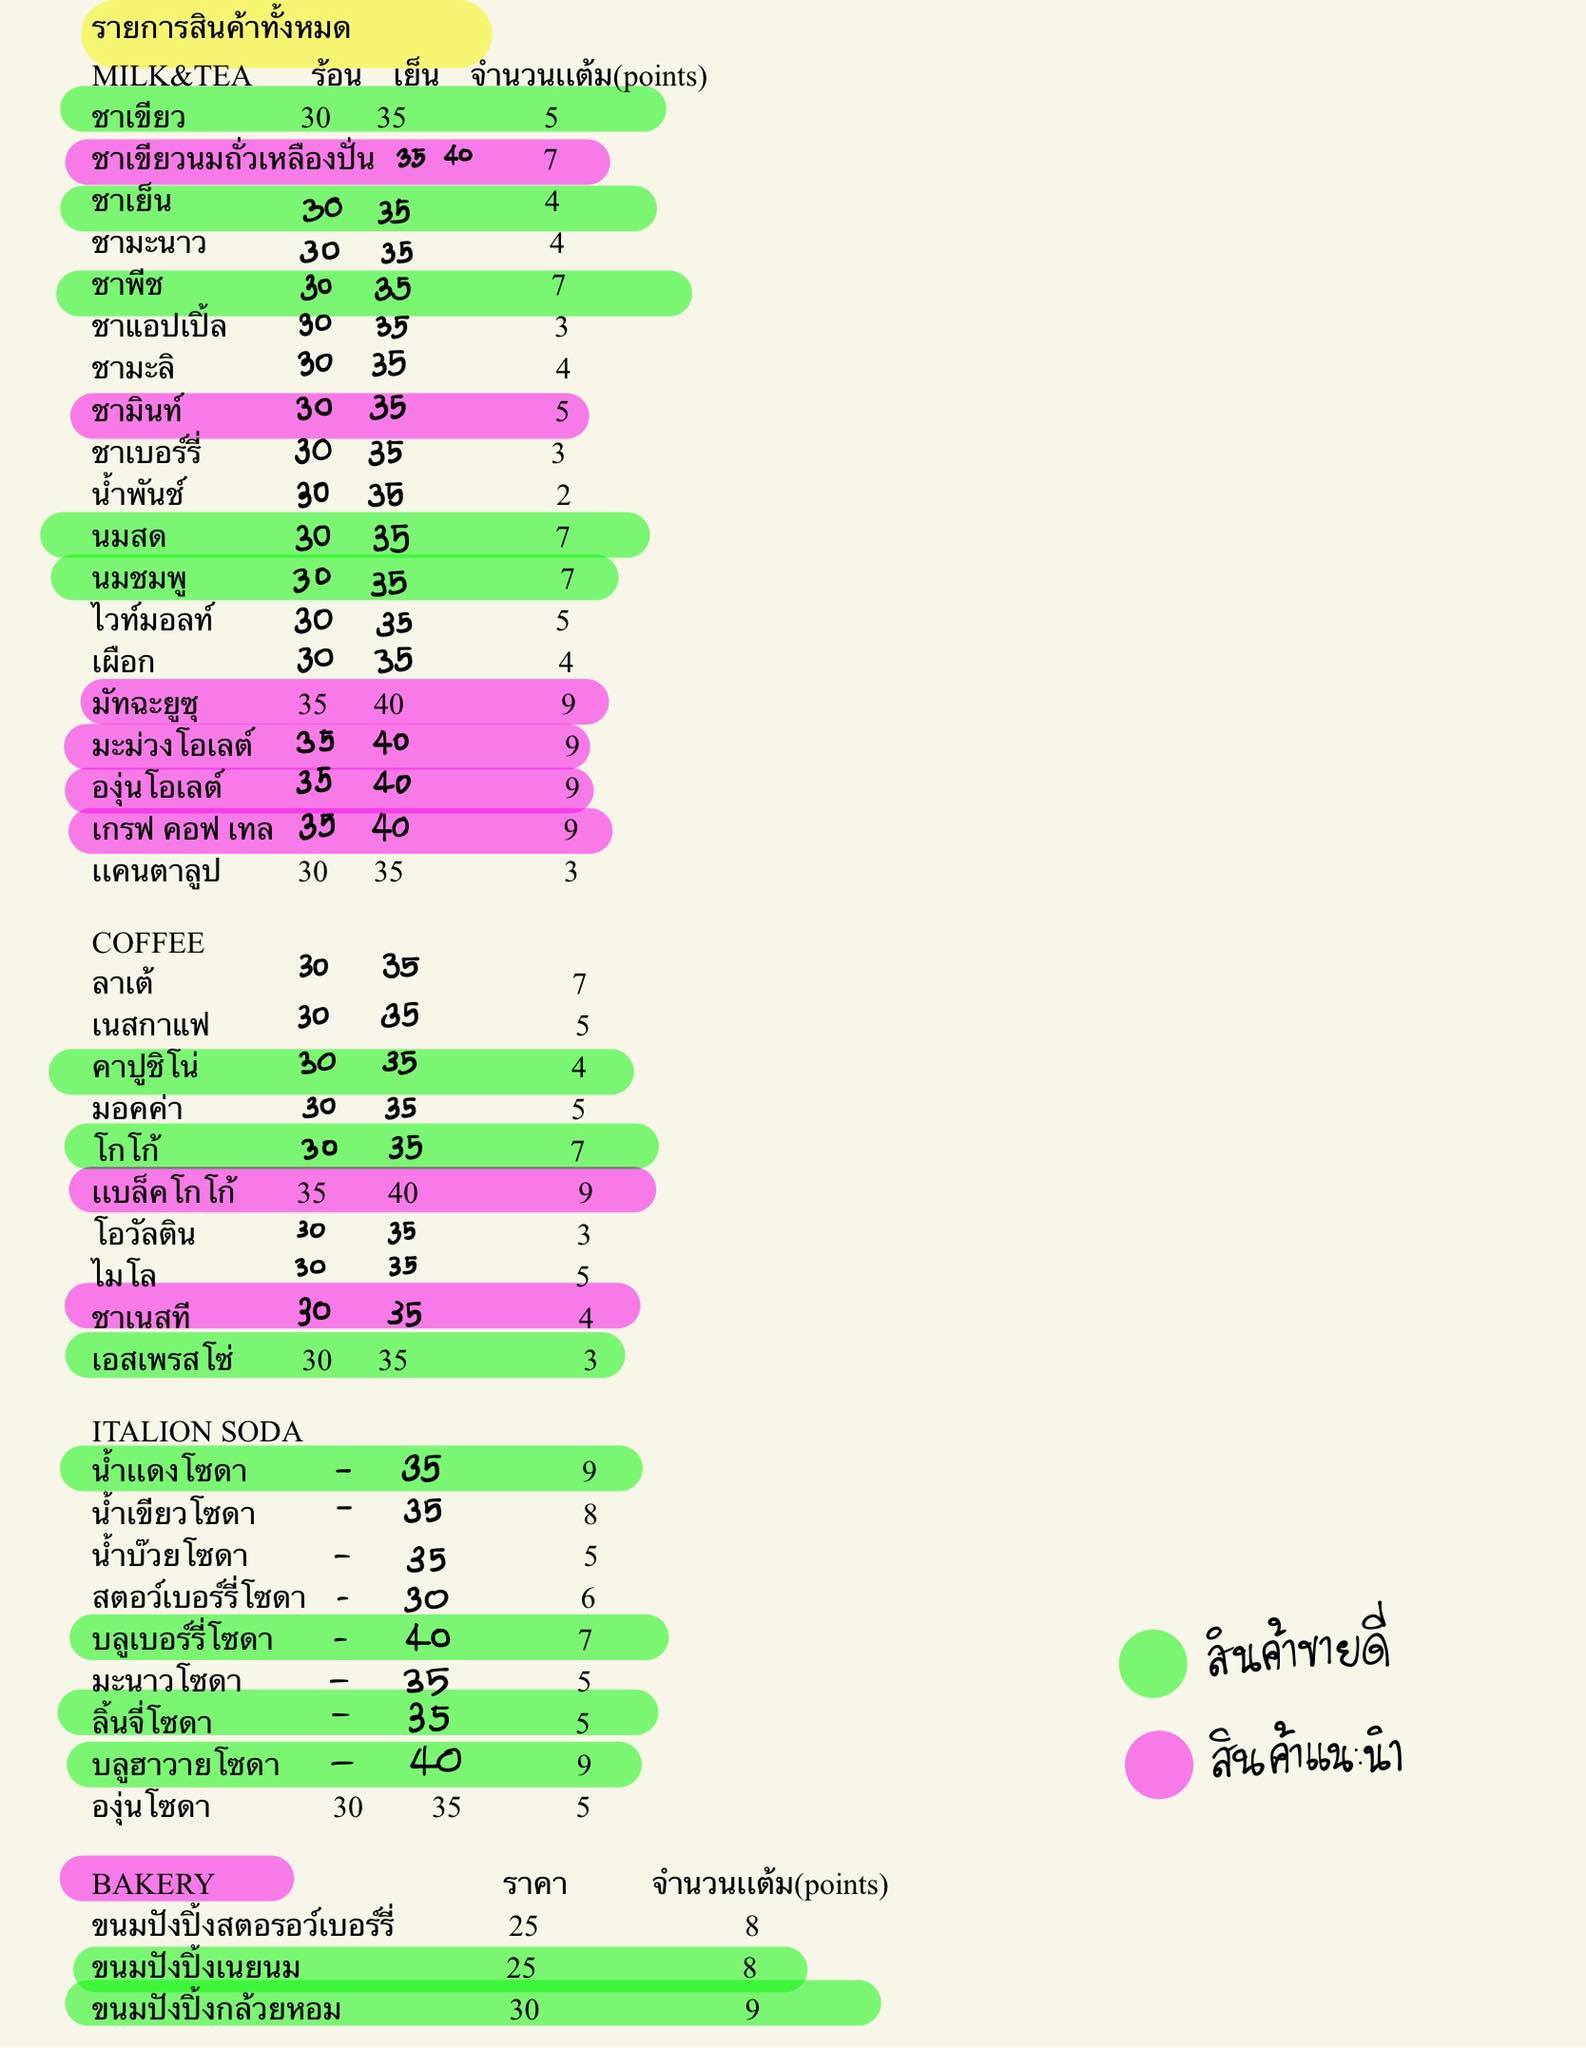 รายการสินค้าทั้งหมด
MILK&TEA ร้อน เย็น จำนวนแต้ม(points)
ชาเขียว 30 35 5
ชาเขียวนมถั่วเหลืองปั่น 35 40 7
ชาเย็น 30 35 4
ชามะนาว 30 35 4
ชาพีช 30 35 7
ชาแอปเปิ้ล 30 35 3
ชามะลิ 30 35 4
ชามินท์ 30 35 5
ชาเบอร์รี่ 30 35 3
น้ำพันช์ 30 35 2
นมสด 30 35 7
นมชมพู 30 35 7
ไวท์มอลท์ 30 35 5
เผือก 30 35 4
มัทฉะยูซุ 35 40 9
มะม่วงโอเลต์ 35 40 9
องุ่นโอเลต์ 35 40 9
เกรฟ คอฟ เทล 35 40 9
แคนตาลูป 30 35 3
COFFEE
ลาเต้ 30 35 7
เนสกาแฟ 30 35 5
คาปูชิโน่ 30 35 4
มอคค่า 30 35 5
โกโก้ 30 35 7
แบล็คโกโก้ 35 40 9
โอวัลติน 30 35 3
ไมโล 30 35 5
ชาเนสที 30 35 4
เอสเพรสโซ่ 30 35 3
ITALION SODA
น้ำแดงโซดา - 35 9
น้ำเขียวโซดา - 35 8
น้ำบ๊วยโซดา - 35 5
สตอว์เบอร์รี่โซดา - 30 6
บลูเบอร์รี่โซดา - 40 7
มะนาวโซดา - 35 5
ลิ้นจี่โซดา - 35 5
บลูฮาวายโซดา - 40 9
องุ่นโซดา 30 35 5
สินค้าขายดี
สินค้าแนะนำ
BAKERY ราคา จำนวนแต้ม(points)
ขนมปังปิ้งสตอรอว์เบอร์รี่ 25 8
ขนมปังปิ้งเนยนม 25 8
ขนมปังปิ้งกล้วยหอม 30 9